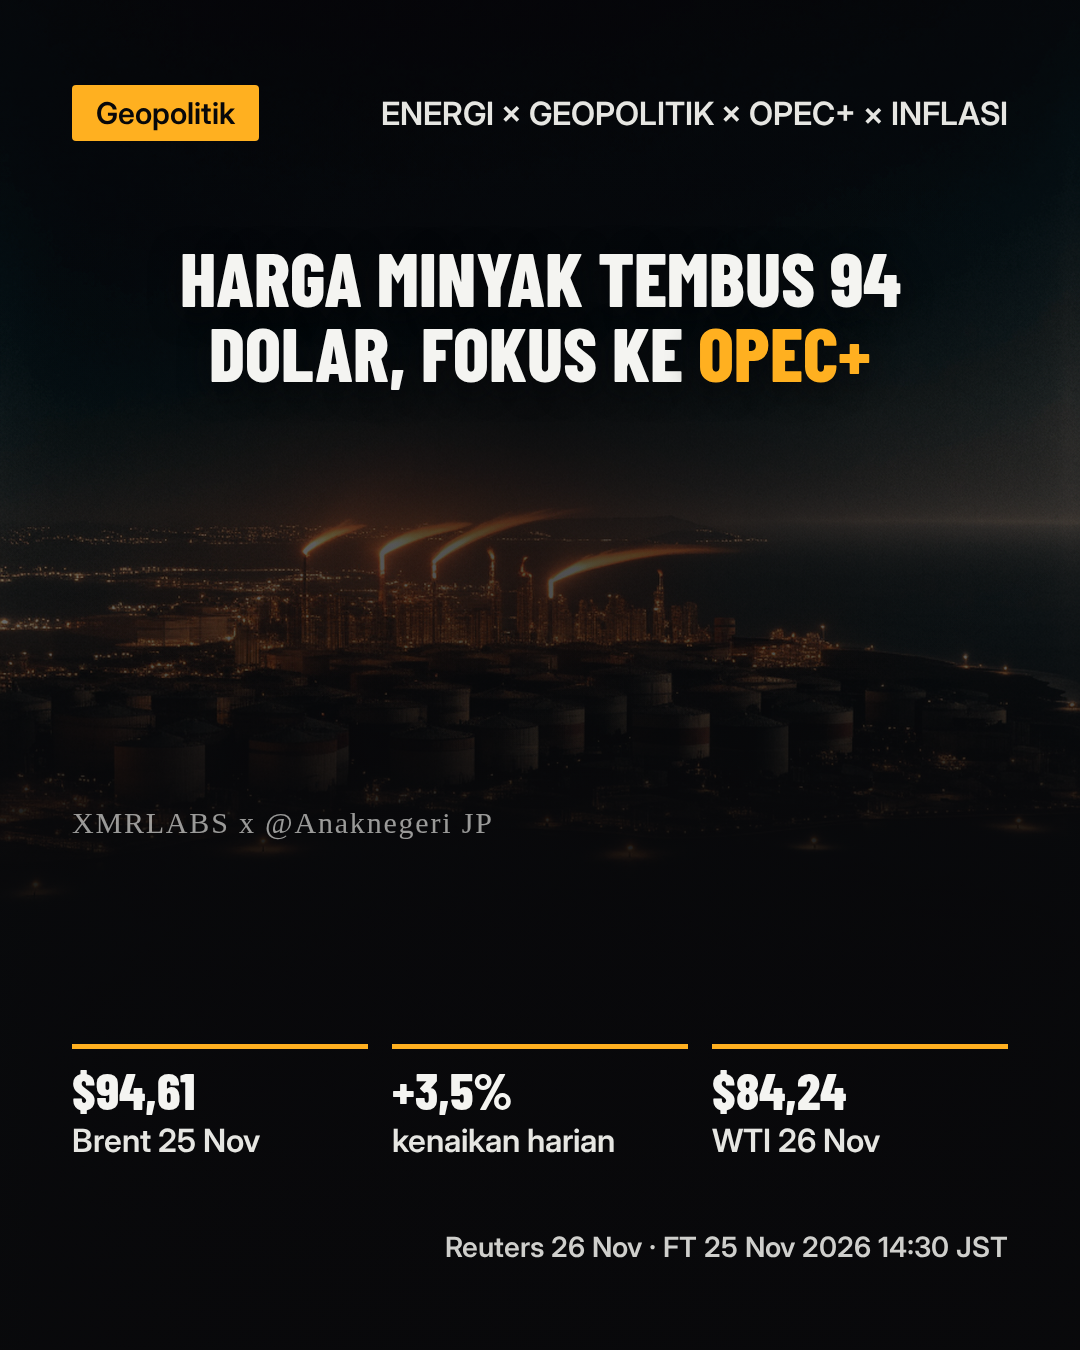 Geopolitik
ENERGI × GEOPOLITIK × OPEC+ × INFLASI
HARGA MINYAK TEMBUS 94
DOLAR, FOKUS KE OPEC+
XMRLABS x @Anaknegeri JP
$94,61
Brent 25 Nov
+3,5%
kenaikan harian
$84,24
WTI 26 Nov
Reuters 26 Nov · FT 25 Nov 2026 14:30 JST